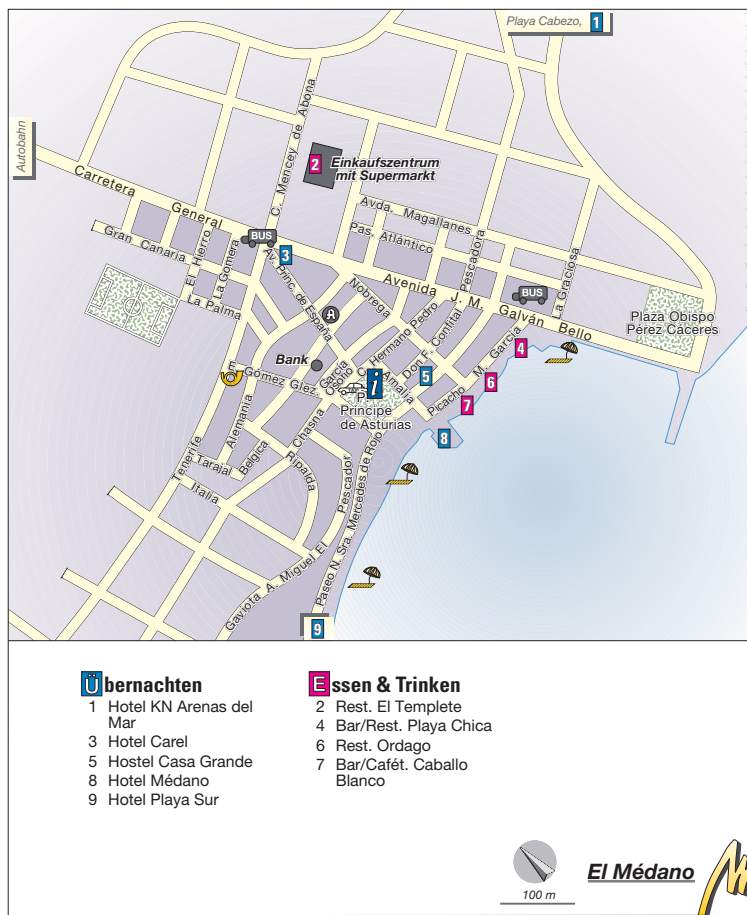 Playa Cabezo, 1
Autobahn
C. Mencey de Abona
2 Einkaufszentrum
mit Supermarkt
Carretera General
Avda. Magallanes
Pas. Atlántico
Pescadora
La Graciosa
Gran Canaria
El Hierro
La Gomera
La Palma
BUS
3
Av. Princ. de España
Nobrega
Avenida J. M. Galván Bello
BUS
Plaza Obispo
Pérez Cáceres
Hermano Pedro
Don F. Contital
M. García
4
Bank
García
Osorio
C.
Amalia
i
5
6
Picacho
7
8
Gómez Glez.
P.
Príncipe
de Asturias
Chasna
Alemania
Tenerife
Tarajal
Belgica
Ripalda
Italia
Pescador
Paseo N. Sra. Mercedes de Rojo
Gaviota A. Miguel El
9
Übernachten
1 Hotel KN Arenas del
Mar
3 Hotel Carel
5 Hostel Casa Grande
8 Hotel Médano
9 Hotel Playa Sur
Essen & Trinken
2 Rest. El Templete
4 Bar/Rest. Playa Chica
6 Rest. Ordago
7 Bar/Cafét. Caballo
Blanco
100 m
El Médano